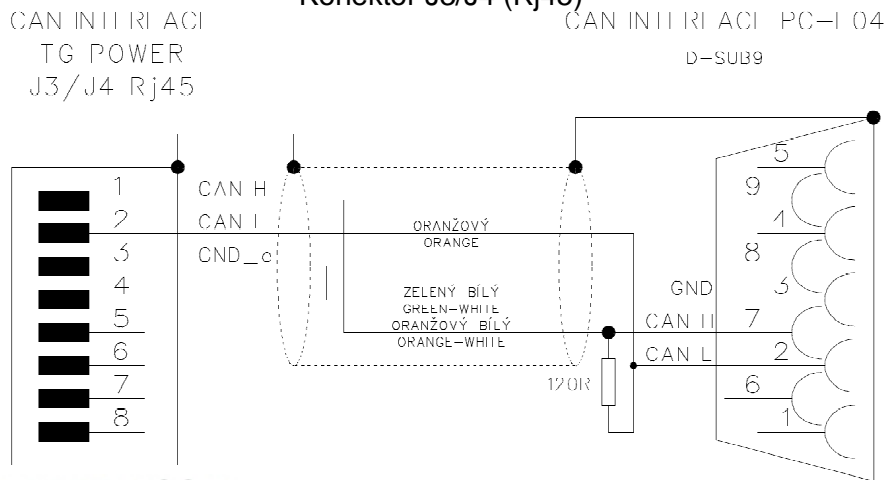 Konektor J3/J4 (Rj45)
CAN INTERFACE
TG POWER
J3/J4 Rj45
CAN INTERFACE PC-E04
D-SUB9
1
2
3
4
5
6
7
8
CAN H
CAN L
GND_e
ORANŽOVÝ
ORANGE
ZELENÝ BÍLÝ
GREEN-WHITE
ORANŽOVÝ BÍLÝ
ORANGE-WHITE
120R
GND
CAN H
CAN L
5
9
4
8
3
7
2
6
1